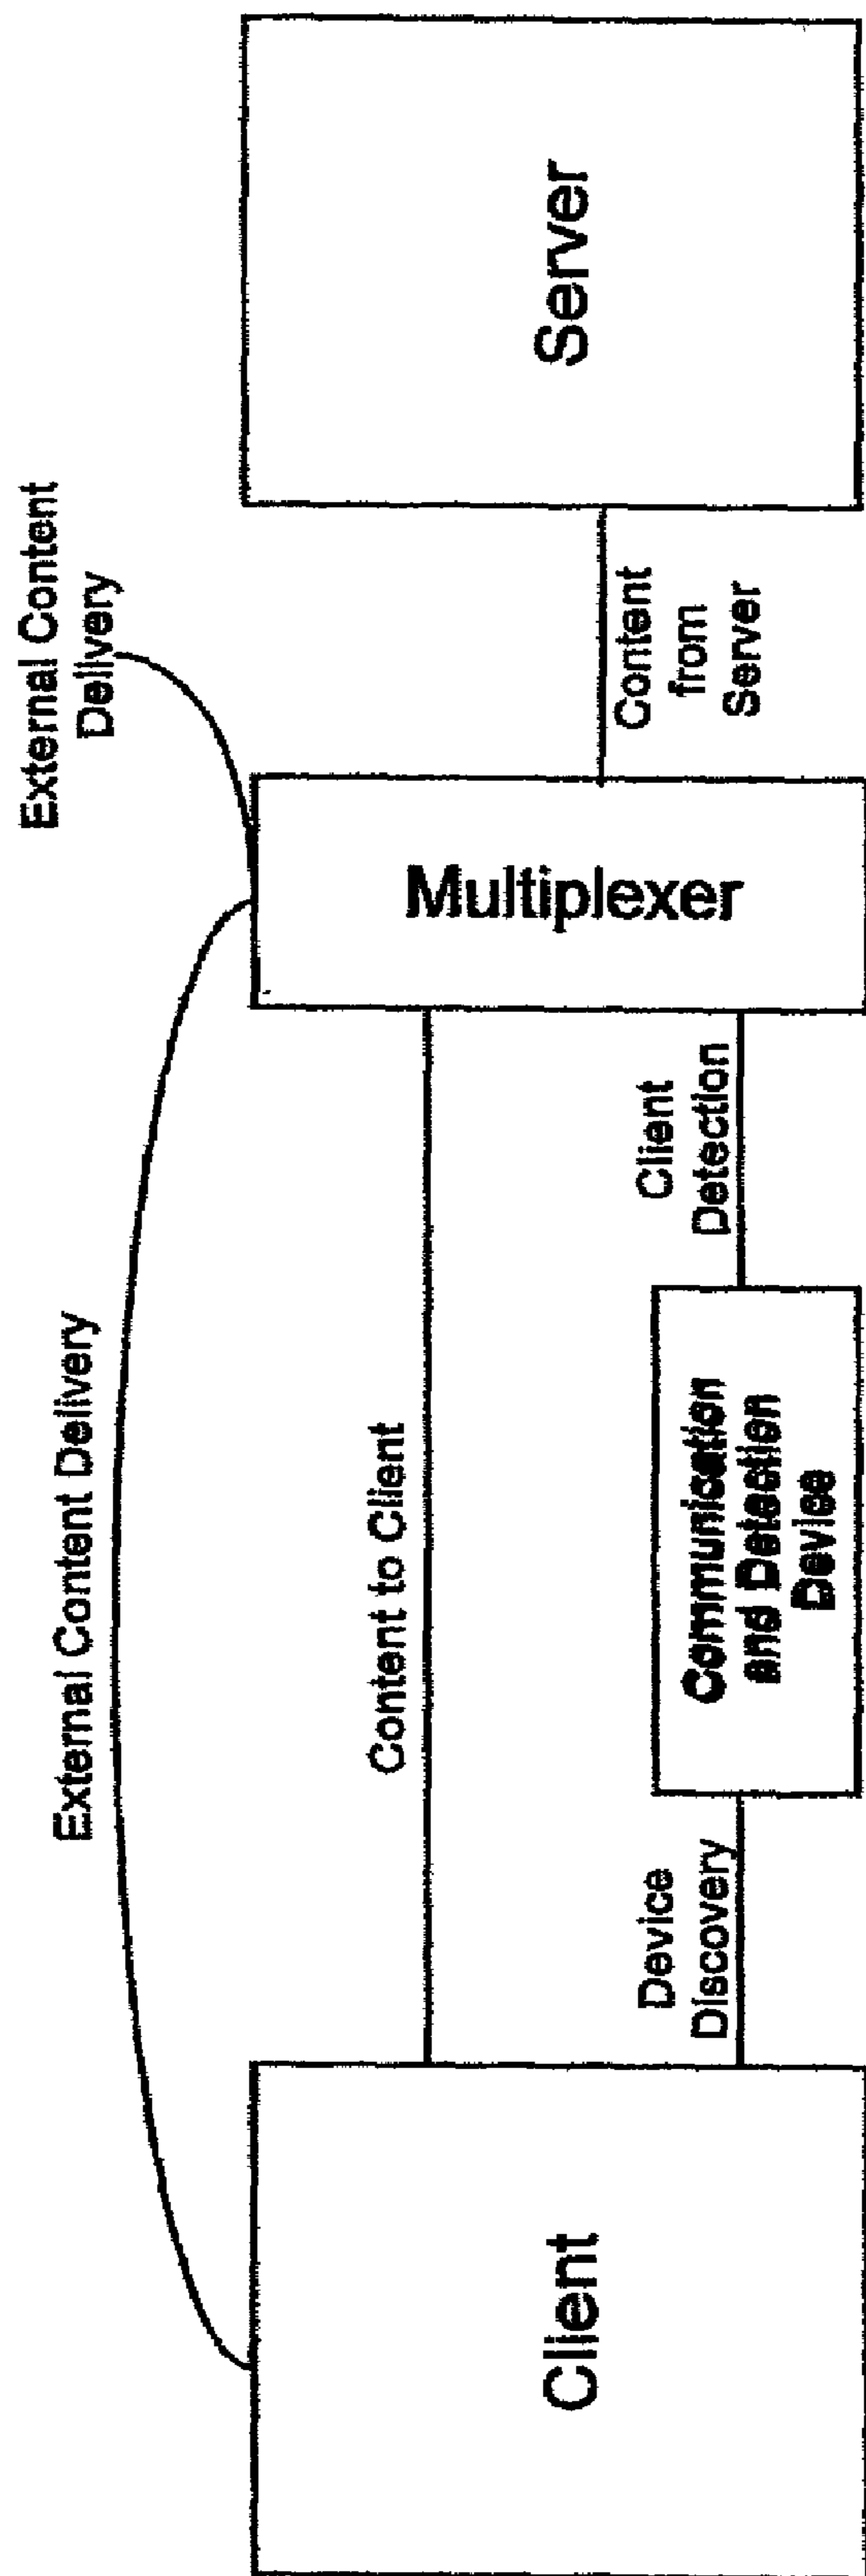 External Content
Delivery
External Content Delivery
Server
Content
from
Server
Multiplexer
Content to Client
Client
Detection
Communication
and Detection
Device
Device
Discovery
Client